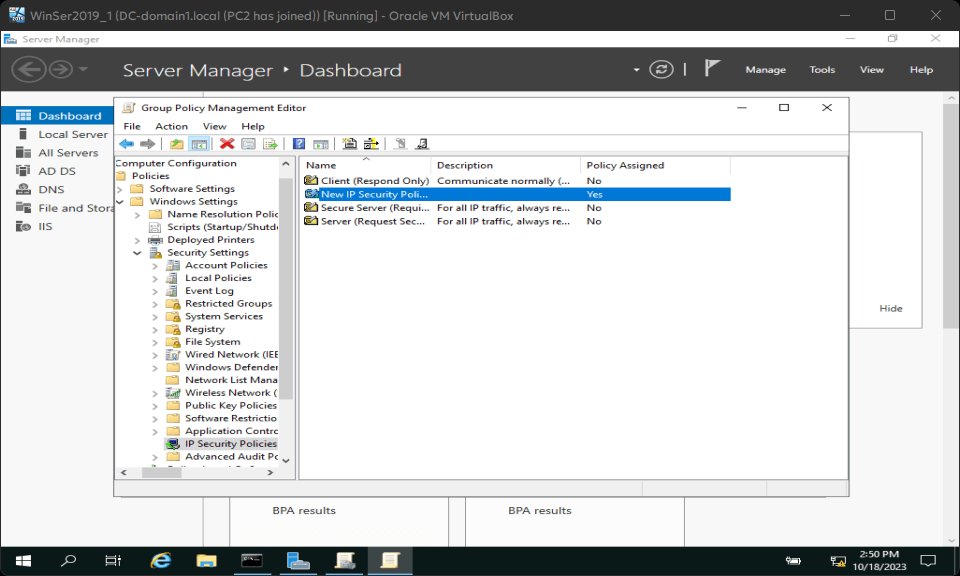 WinSer2019_1 (DC-domain1.local (PC2 has joined)) [Running] - Oracle VM VirtualBox
Server Manager
Server Manager • Dashboard
Manage Tools View Help
Dashboard
Local Server
All Servers
AD DS
DNS
File and Stora
IIS
Group Policy Management Editor
File Action View Help
Computer Configuration
Policies
Software Settings
Windows Settings
Name Resolution Polic
Scripts (Startup/Shutd
Deployed Printers
Security Settings
Account Policies
Local Policies
Event Log
Restricted Groups
System Services
Registry
File System
Wired Network (IEE
Windows Defender
Network List Mana
Wireless Network (
Public Key Policies
Software Restrictio
Application Contro
IP Security Policies
Advanced Audit Po
Name Description Policy Assigned
Client (Respond Only) Communicate normally (... No
New IP Security Poli... Yes
Secure Server (Requi... For all IP traffic, always re... No
Server (Request Sec... For all IP traffic, always re... No
Hide
BPA results BPA results
2:50 PM
10/18/2023